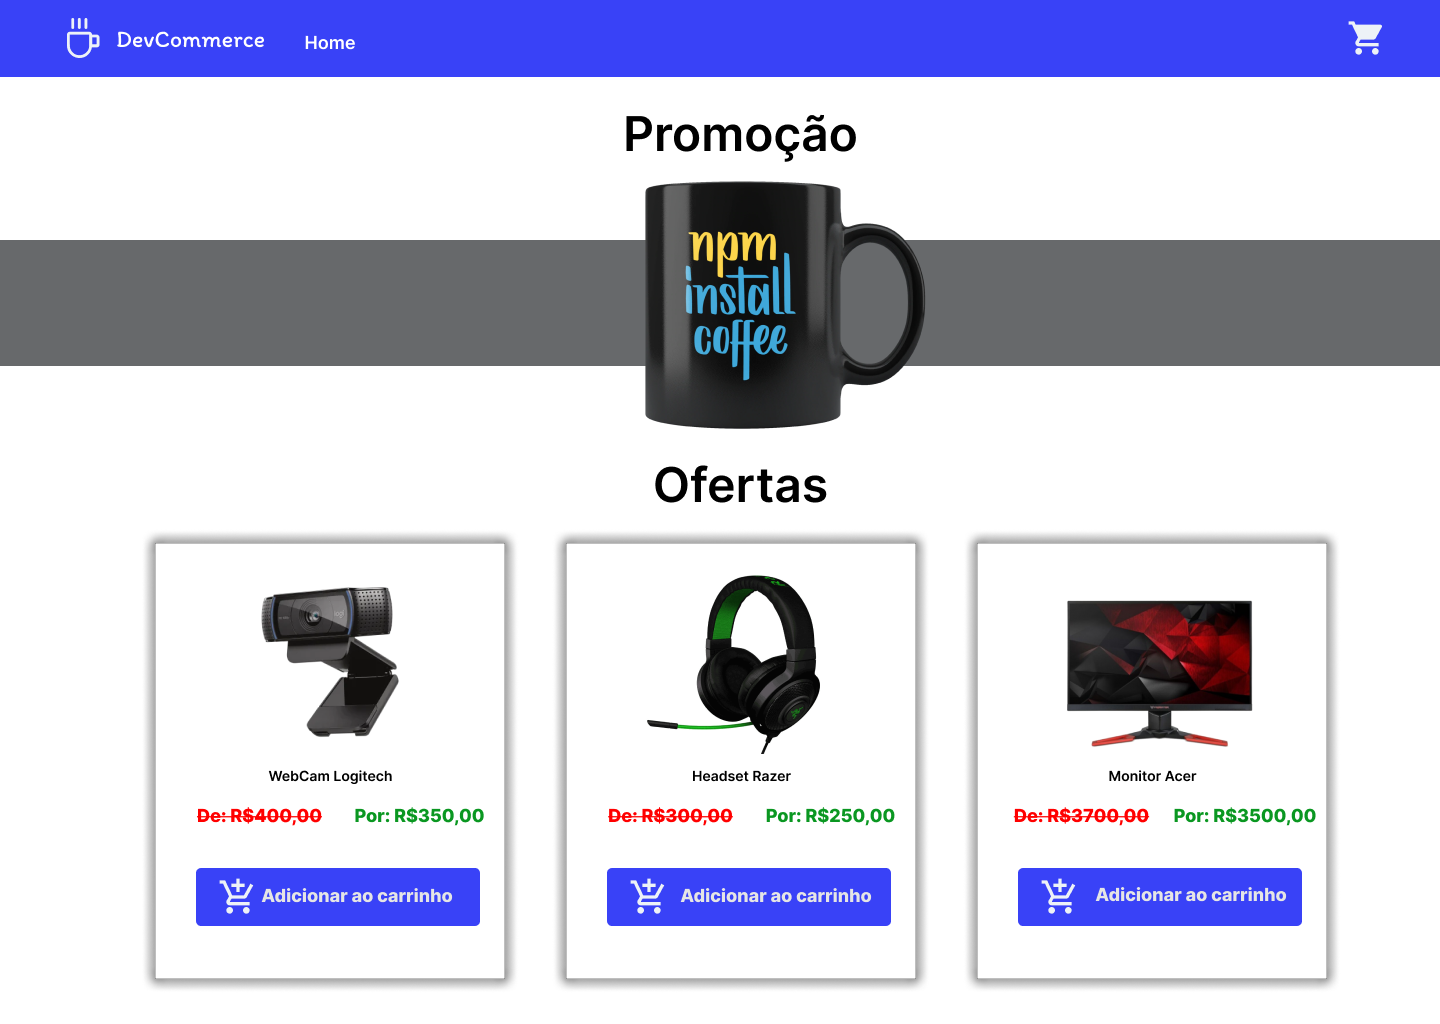 DevCommerce Home
Promoção
npm
install
coffee
Ofertas
WebCam Logitech
De: R$400,00 Por: R$350,00
Adicionar ao carrinho
Headset Razer
De: R$300,00 Por: R$250,00
Adicionar ao carrinho
Monitor Acer
De: R$3700,00 Por: R$3500,00
Adicionar ao carrinho